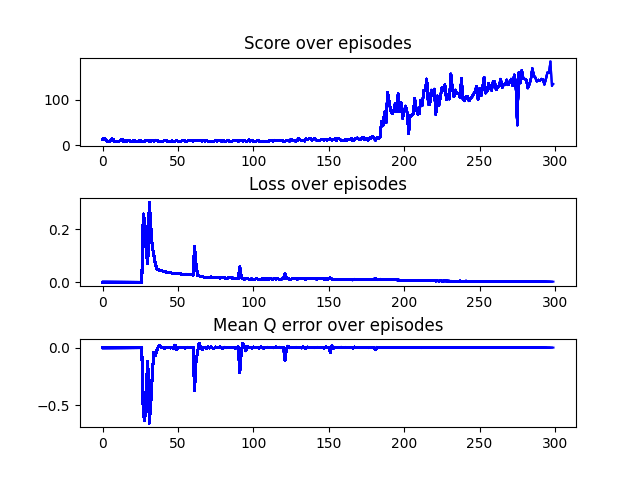 Score over episodes
100
0
0 50 100 150 200 250 300
Loss over episodes
0.2
0.0
0 50 100 150 200 250 300
Mean Q error over episodes
0.0
−0.5
0 50 100 150 200 250 300